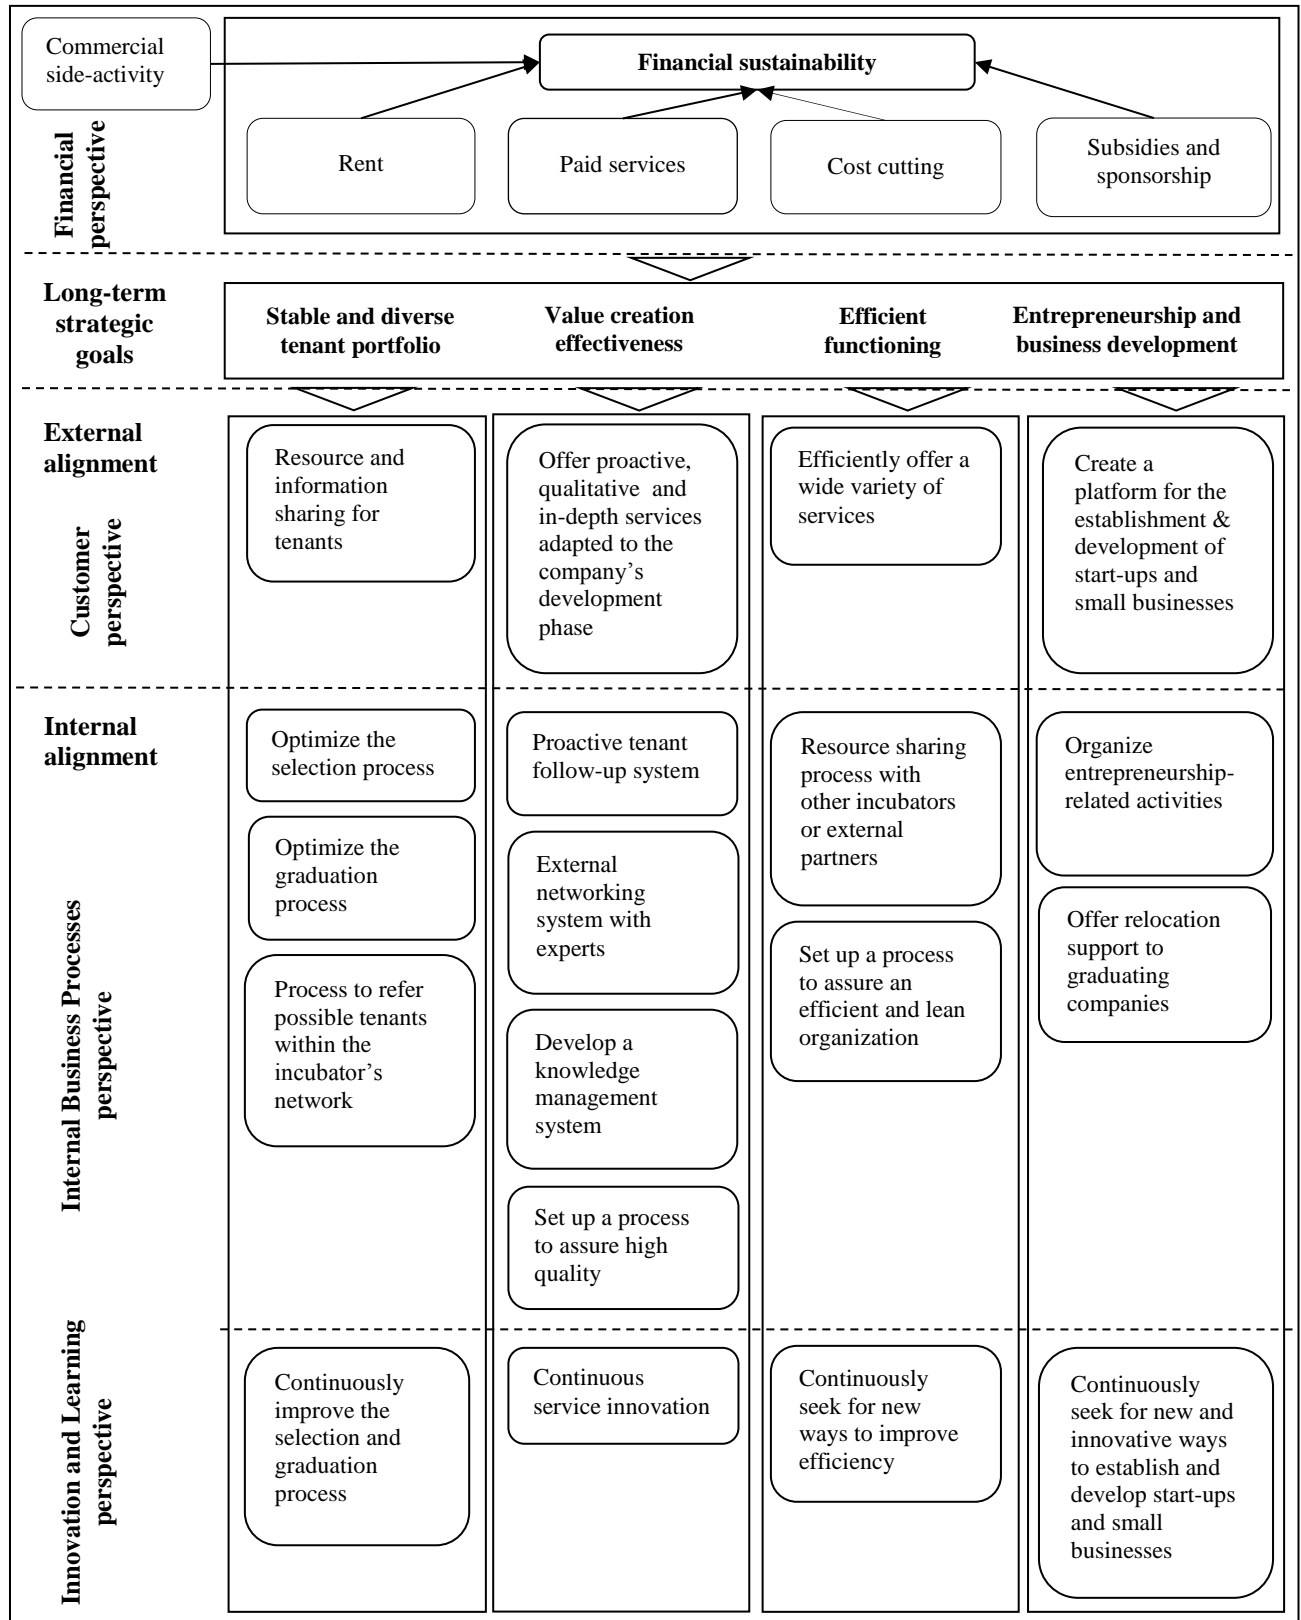 Commercial
side-activity
Financial sustainability
Rent
Paid services
Cost cutting
Subsidies and
sponsorship
Financial
perspective
Long-term
strategic
goals
Stable and diverse
tenant portfolio
Value creation
effectiveness
Efficient
functioning
Entrepreneurship and
business development
External
alignment
Customer
perspective
Resource and
information
sharing for
tenants
Offer proactive,
qualitative and
in-depth services
adapted to the
company’s
development
phase
Efficiently offer a
wide variety of
services
Create a
platform for the
establishment &
development of
start-ups and
small businesses
Internal
alignment
Internal Business Processes
perspective
Optimize the
selection process
Optimize the
graduation
process
Process to refer
possible tenants
within the
incubator’s
network
Proactive tenant
follow-up system
External
networking
system with
experts
Develop a
knowledge
management
system
Set up a process
to assure high
quality
Resource sharing
process with
other incubators
or external
partners
Set up a process
to assure an
efficient and lean
organization
Organize
entrepreneurship-
related activities
Offer relocation
support to
graduating
companies
Innovation and Learning
perspective
Continuously
improve the
selection and
graduation
process
Continuous
service innovation
Continuously
seek for new
ways to improve
efficiency
Continuously
seek for new and
innovative ways
to establish and
develop start-ups
and small
businesses